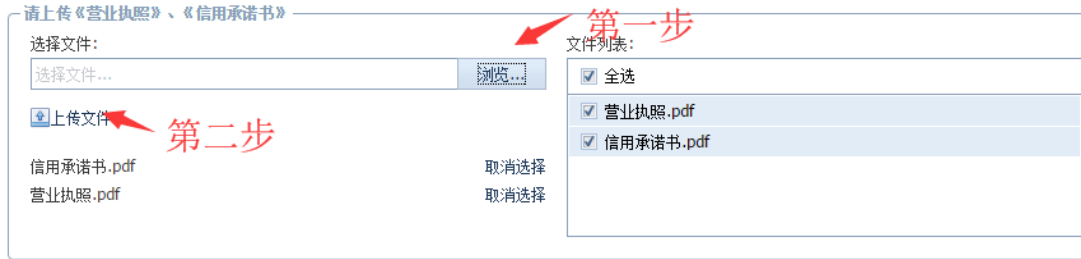 请上传《营业执照》、《信用承诺书》
选择文件:
选择文件...
浏览...
第一步
上传文件
第二步
信用承诺书.pdf 取消选择
营业执照.pdf 取消选择
文件列表:
全选
营业执照.pdf
信用承诺书.pdf